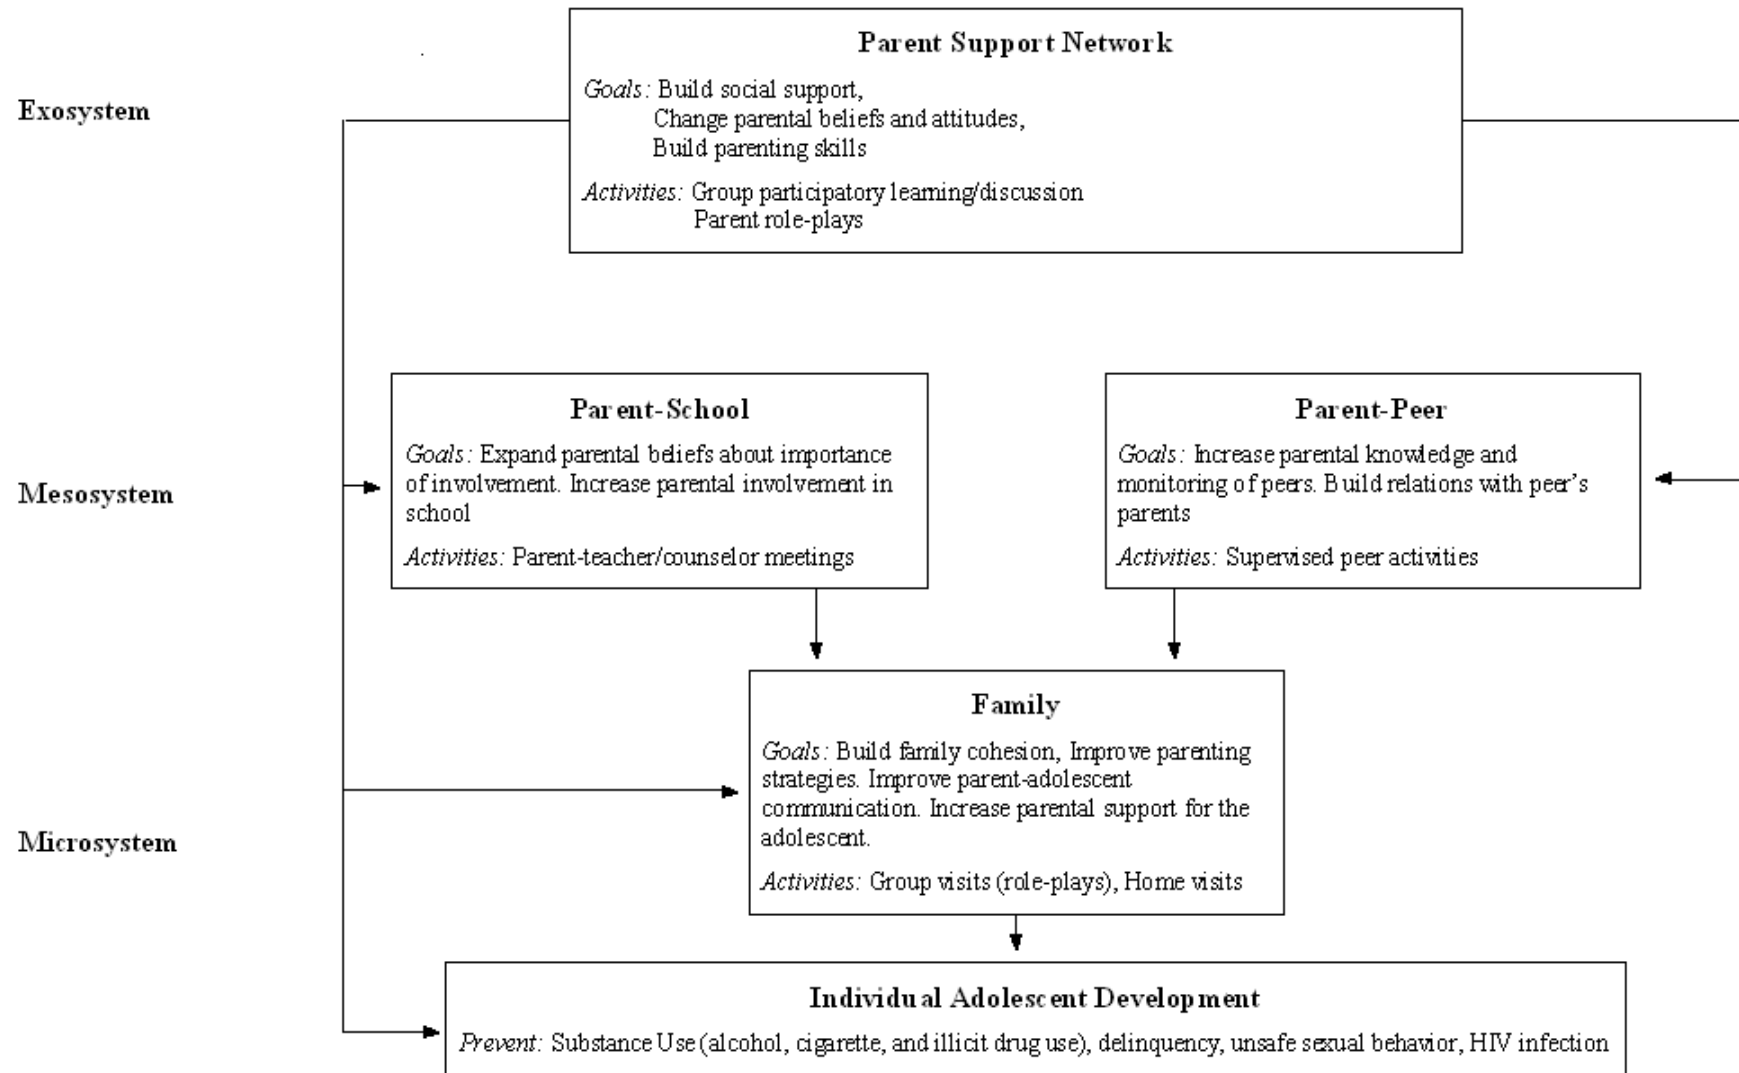 Parent Support Network
Goals: Build social support,
Change parental beliefs and attitudes,
Build parenting skills
Activities: Group participatory learning/discussion
Parent role-plays
Exosystem
Parent-School
Goals: Expand parental beliefs about importance
of involvement. Increase parental involvement in
school
Activities: Parent-teacher/counselor meetings
Parent-Peer
Goals: Increase parental knowledge and
monitoring of peers. Build relations with peer's
parents
Activities: Supervised peer activities
Mesosystem
Family
Goals: Build family cohesion, Improve parenting
strategies. Improve parent-adolescent
communication. Increase parental support for the
adolescent.
Activities: Group visits (role-plays), Home visits
Microsystem
Individual Adolescent Development
Prevent: Substance Use (alcohol, cigarette, and illicit drug use), delinquency, unsafe sexual behavior, HIV infection